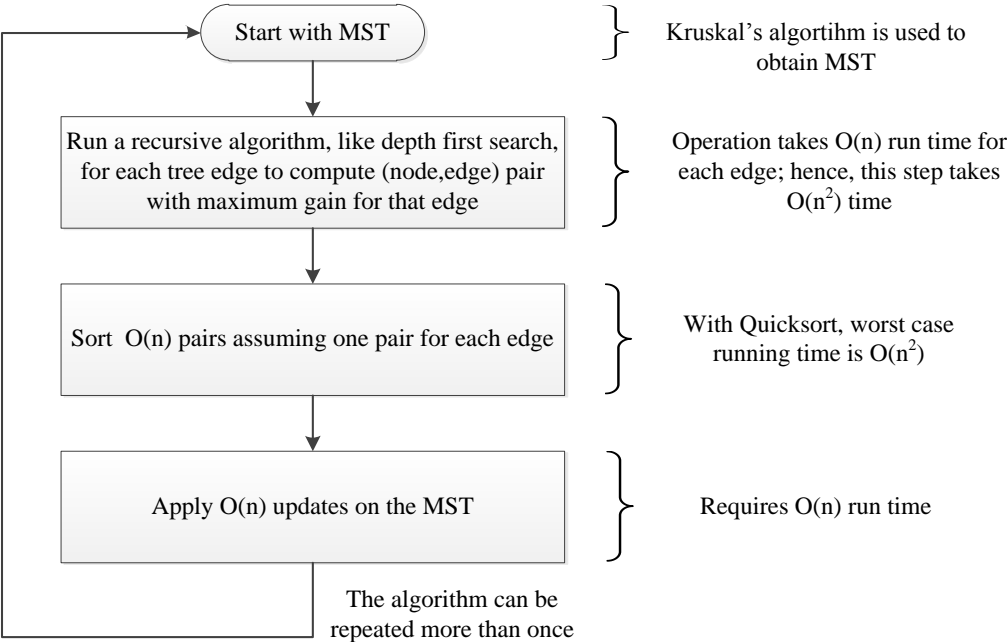 Start with MST
Kruskal's algortihm is used to
obtain MST
Run a recursive algorithm, like depth first search,
for each tree edge to compute (node,edge) pair
with maximum gain for that edge
Operation takes O(n) run time for
each edge; hence, this step takes
O(n²) time
Sort O(n) pairs assuming one pair for each edge
With Quicksort, worst case
running time is O(n²)
Apply O(n) updates on the MST
Requires O(n) run time
The algorithm can be
repeated more than once